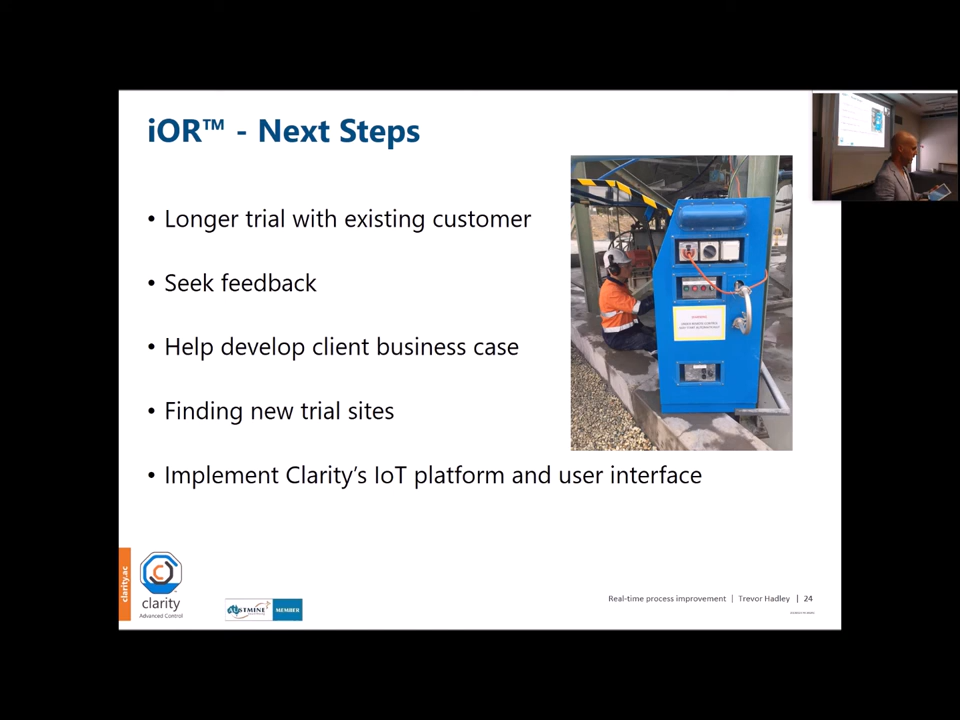 iOR™ - Next Steps
• Longer trial with existing customer
• Seek feedback
• Help develop client business case
• Finding new trial sites
• Implement Clarity’s IoT platform and user interface
clarity.ac
clarity
Advanced Control
AUSTMINE
MEMBER
Real-time process improvement | Trevor Hadley | 24